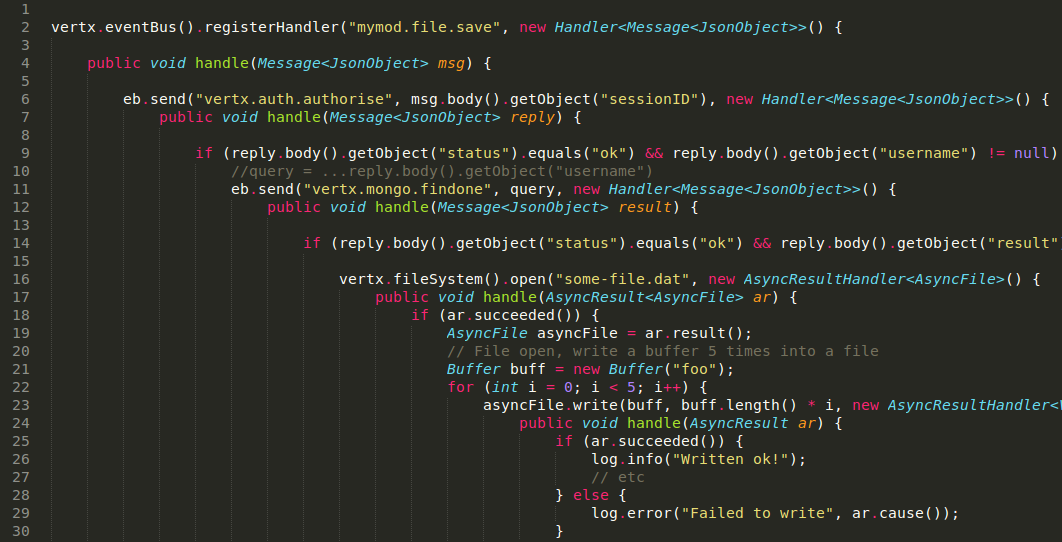 1
2 vertx.eventBus().registerHandler("mymod.file.save", new Handler<Message<JsonObject>>() {
3
4 public void handle(Message<JsonObject> msg) {
5
6 eb.send("vertx.auth.authorise", msg.body().getObject("sessionID"), new Handler<Message<JsonObject>>() {
7 public void handle(Message<JsonObject> reply) {
8
9 if (reply.body().getObject("status").equals("ok") && reply.body().getObject("username") != null)
10 //query = ...reply.body().getObject("username")
11 eb.send("vertx.mongo.findone", query, new Handler<Message<JsonObject>>() {
12 public void handle(Message<JsonObject> result) {
13
14 if (reply.body().getObject("status").equals("ok") && reply.body().getObject("result"
15
16 vertx.fileSystem().open("some-file.dat", new AsyncResultHandler<AsyncFile>() {
17 public void handle(AsyncResult<AsyncFile> ar) {
18 if (ar.succeeded()) {
19 AsyncFile asyncFile = ar.result();
20 // File open, write a buffer 5 times into a file
21 Buffer buff = new Buffer("foo");
22 for (int i = 0; i < 5; i++) {
23 asyncFile.write(buff, buff.length() * i, new AsyncResultHandler<
24 public void handle(AsyncResult ar) {
25 if (ar.succeeded()) {
26 log.info("Written ok!");
27 // etc
28 } else {
29 log.error("Failed to write", ar.cause());
30 }